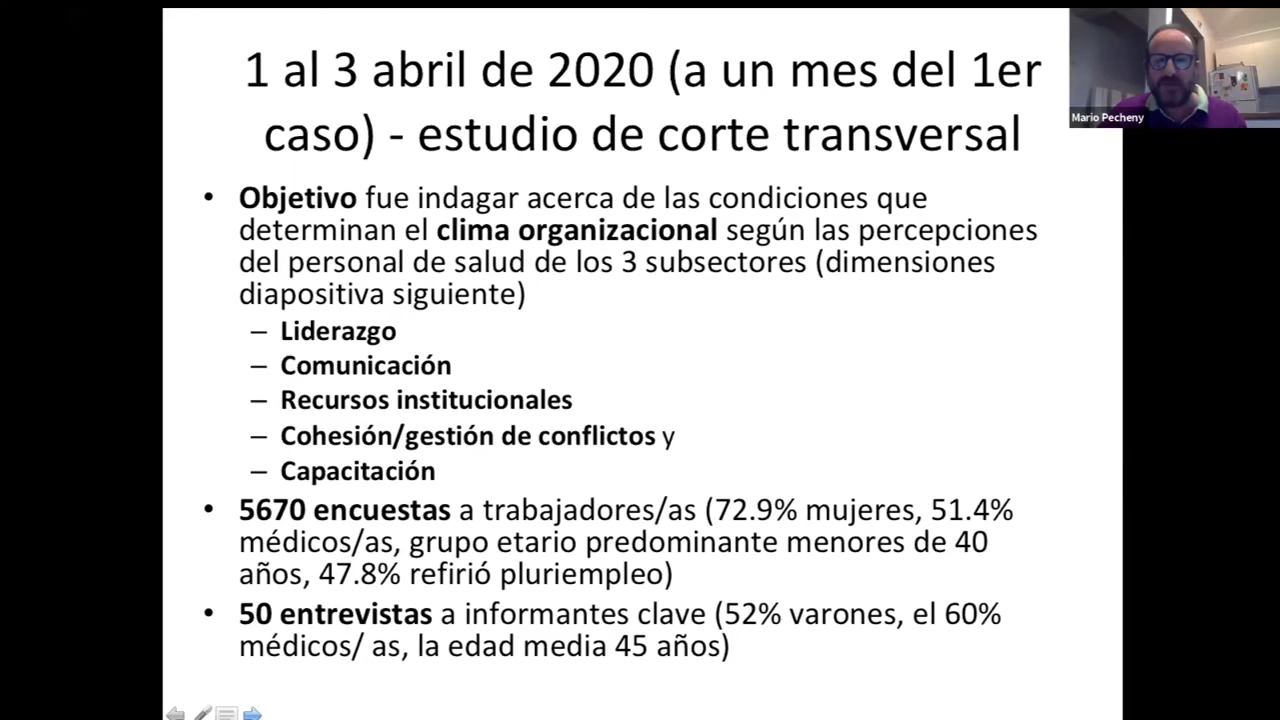 1 al 3 abril de 2020 (a un mes del 1er
caso) - estudio de corte transversal
Mario Pecheny
• Objetivo fue indagar acerca de las condiciones que
determinan el clima organizacional según las percepciones
del personal de salud de los 3 subsectores (dimensiones
diapositiva siguiente)
– Liderazgo
– Comunicación
– Recursos institucionales
– Cohesión/gestión de conflictos y
– Capacitación
• 5670 encuestas a trabajadores/as (72.9% mujeres, 51.4%
médicos/as, grupo etario predominante menores de 40
años, 47.8% refirió pluriempleo)
• 50 entrevistas a informantes clave (52% varones, el 60%
médicos/ as, la edad media 45 años)